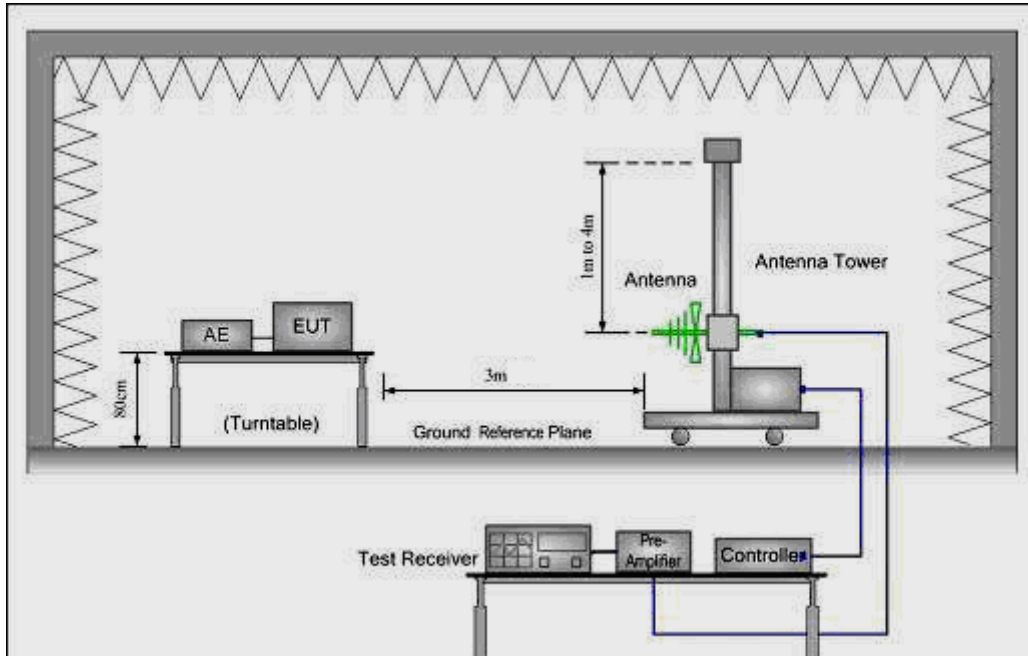 1m to 4m
Antenna Tower
Antenna
AE
EUT
80cm
3m
(Turntable)
Ground Reference Plane
Test Receiver
Pre-
Amplifier
Controller